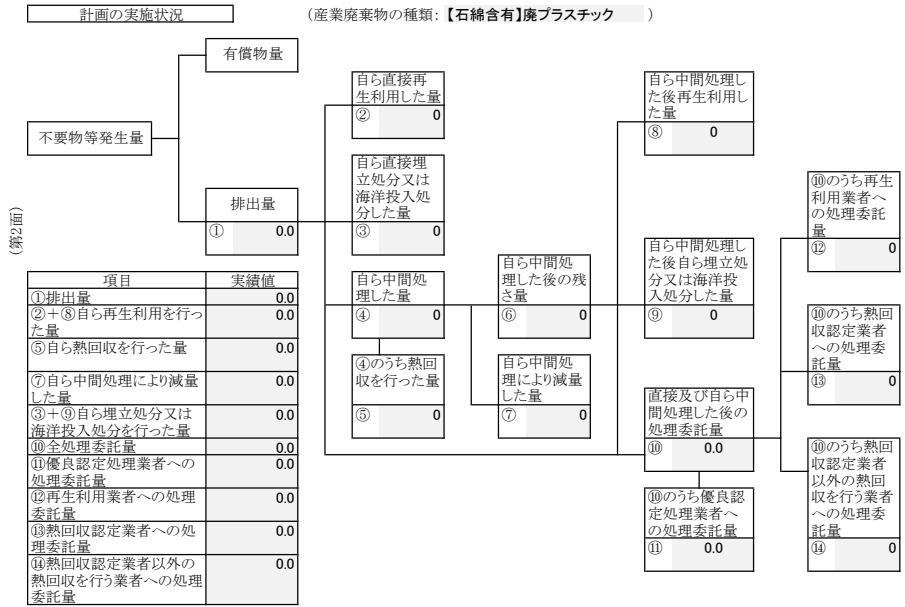 計画の実施状況
（産業廃棄物の種類：【石綿含有】廃プラスチック　）
(第2面)
不要物等発生量
有償物量
排出量
① 0.0
自ら直接再
生利用した量
② 0
自ら直接埋
立処分又は
海洋投入処
分した量
③ 0
自ら中間処
理した量
④ 0
④のうち熱回
収を行った量
⑤ 0
自ら中間処
理した後の残
さ量
⑥ 0
自ら中間処
理により減量
した量
⑦ 0
自ら中間処理し
た後再生利用し
た量
⑧ 0
自ら中間処理し
た後自ら埋立処
分又は海洋投
入処分した量
⑨ 0
直接及び自ら中
間処理した後の
処理委託量
⑩ 0.0
⑩のうち優良認
定処理業者へ
の処理委託量
⑪ 0.0
⑩のうち再生
利用業者へ
の処理委託
量
⑫ 0
⑩のうち熱回
収認定業者
への処理委
託量
⑬ 0
⑩のうち熱回
収認定業者
以外の熱回
収を行う業者
への処理委
託量
⑭ 0
項目 実績値
①排出量 0.0
②＋⑧自ら再生利用を行っ 0.0
た量
⑤自ら熱回収を行った量 0.0
⑦自ら中間処理により減量 0.0
した量
③＋⑨自ら埋立処分又は 0.0
海洋投入処分を行った量
⑩全処理委託量 0.0
⑪優良認定処理業者への 0.0
処理委託量
⑫再生利用業者への処理 0.0
委託量
⑬熱回収認定業者への処 0.0
理委託量
⑭熱回収認定業者以外の 0.0
熱回収を行う業者への処理
委託量